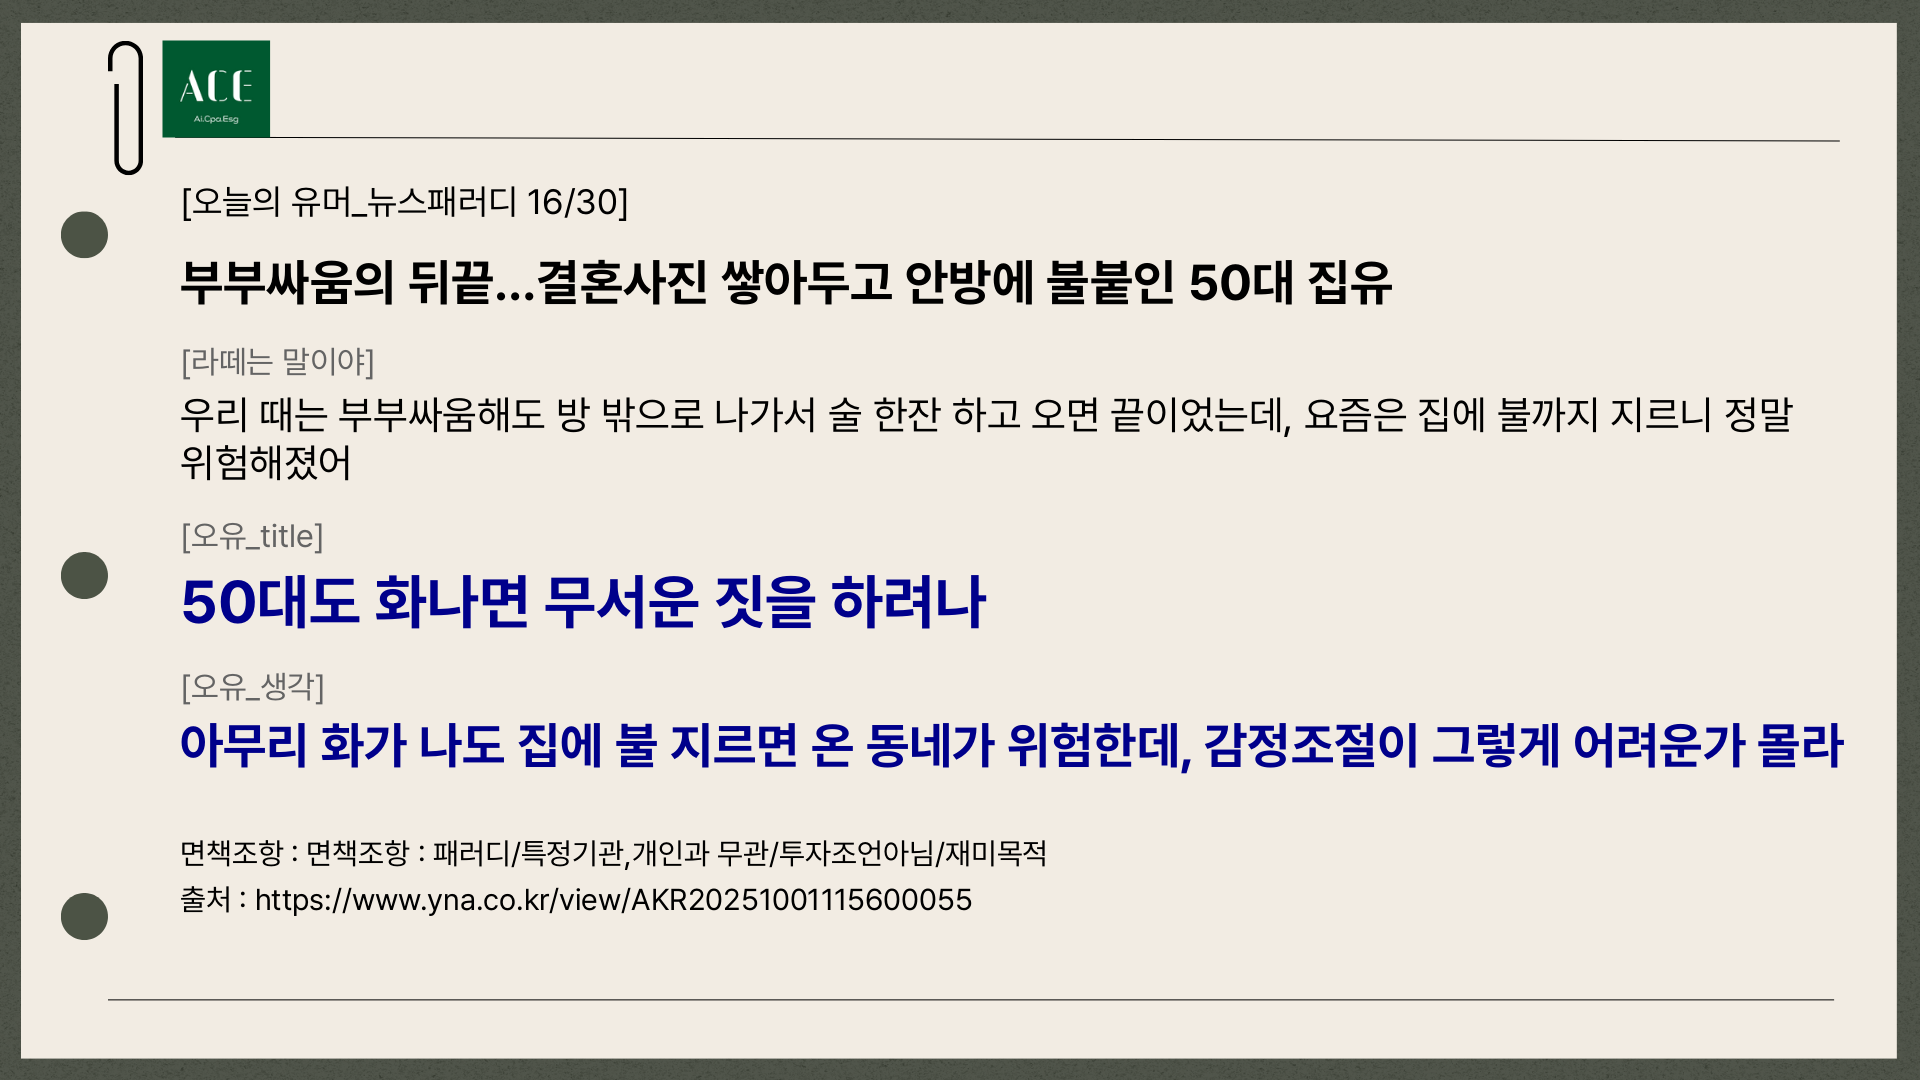 ACE
Ai.Cpa.Esg
[오늘의 유머_뉴스패러디 16/30]
부부싸움의 뒤끝...결혼사진 쌓아두고 안방에 불붙인 50대 집유
[라떼는 말이야]
우리 때는 부부싸움해도 방 밖으로 나가서 술 한잔 하고 오면 끝이었는데, 요즘은 집에 불까지 지르니 정말
위험해졌어
[오유_title]
50대도 화나면 무서운 짓을 하려나
[오유_생각]
아무리 화가 나도 집에 불 지르면 온 동네가 위험한데, 감정조절이 그렇게 어려운가 몰라
면책조항 : 면책조항 : 패러디/특정기관,개인과 무관/투자조언아님/재미목적
출처 : https://www.yna.co.kr/view/AKR20251001115600055